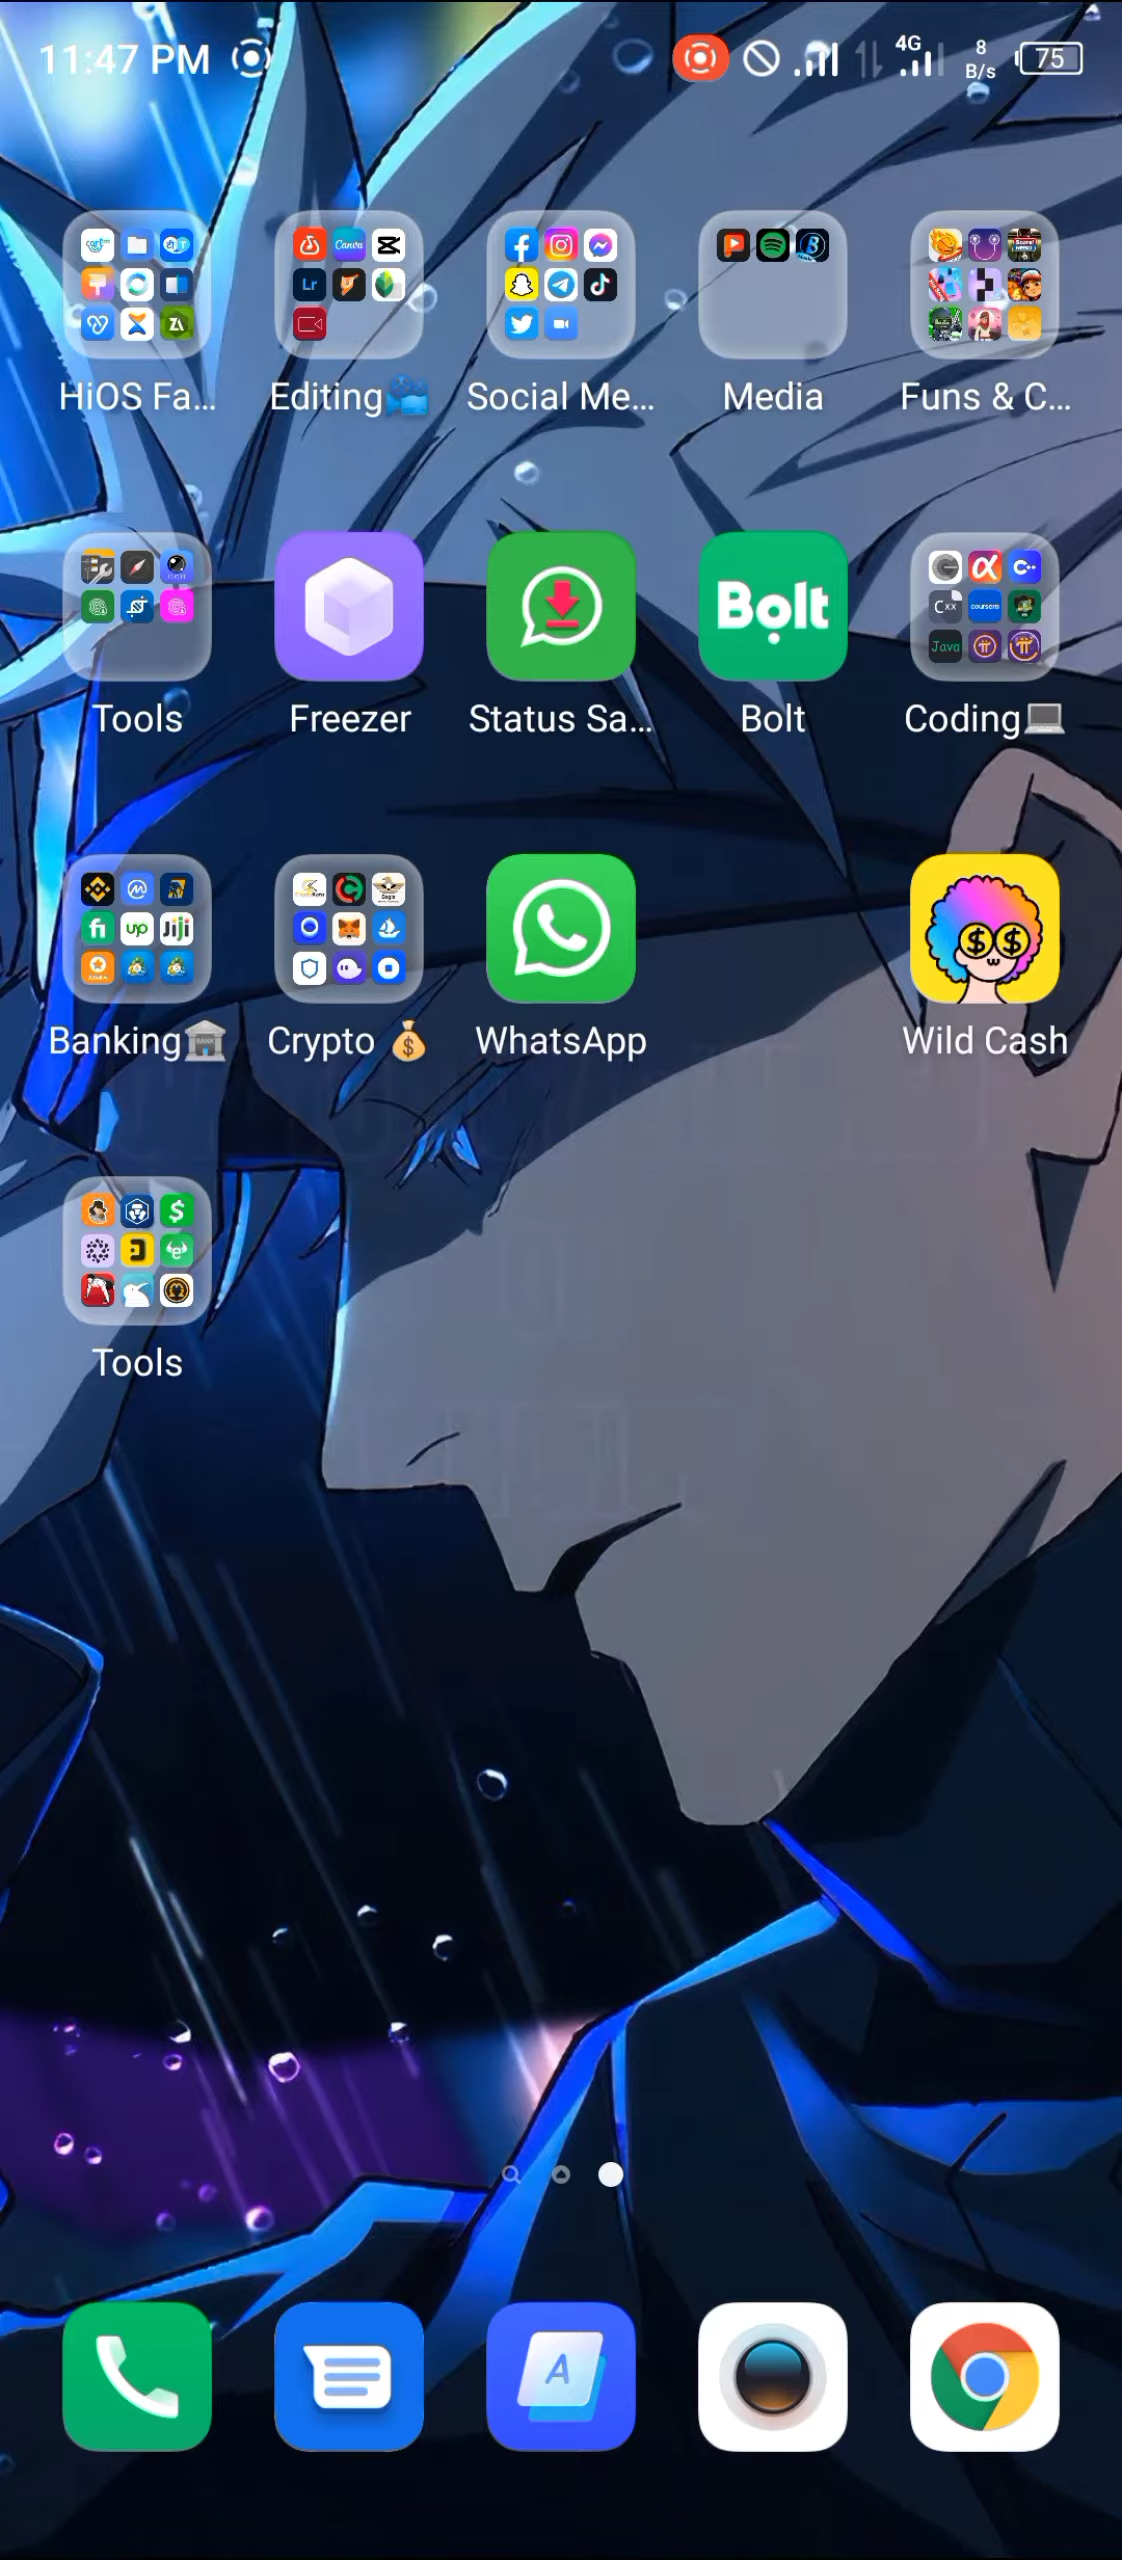 11:47 PM 4G 8 B/s 75
HiOS Fa... Editing🎥 Social Me... Media Funs & C...
Bolt
Tools Freezer Status Sa... Bolt Coding💻
Jiji
Banking🏦 Crypto 💰 WhatsApp Wild Cash
Tools
A